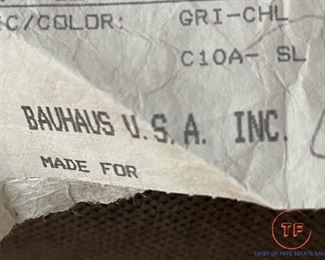 C/COLOR: GRI-CHL
C10A- SL
BAUHAUS U.S.A. INC.
MADE FOR
TF
TWIST OF FATE ESTATE SALES